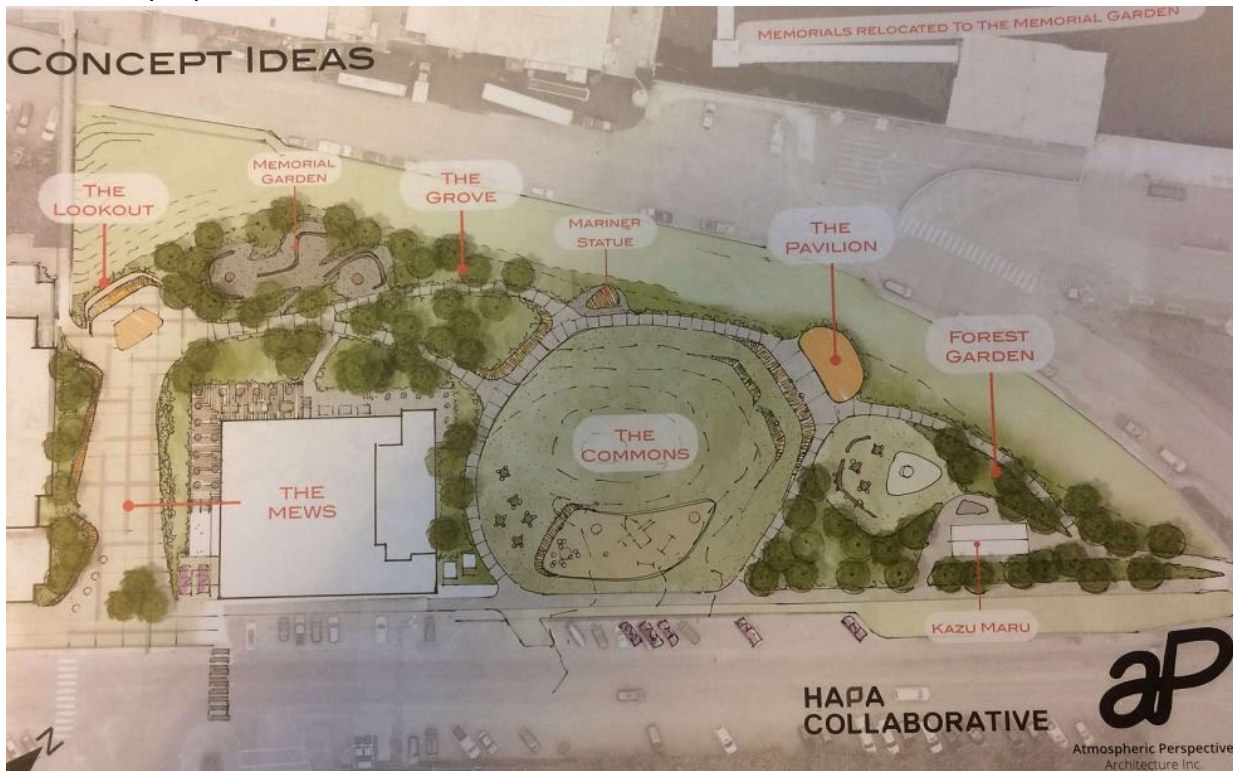 CONCEPT IDEAS
MEMORIALS RELOCATED TO THE MEMORIAL GARDEN
THE
LOOKOUT
MEMORIAL
GARDEN
THE
GROVE
MARINER
STATUE
THE
PAVILION
FOREST
GARDEN
THE
COMMONS
THE
MEWS
KAZU MARU
N
HAPA
COLLABORATIVE
aP
Atmospheric Perspective
Architecture Inc.